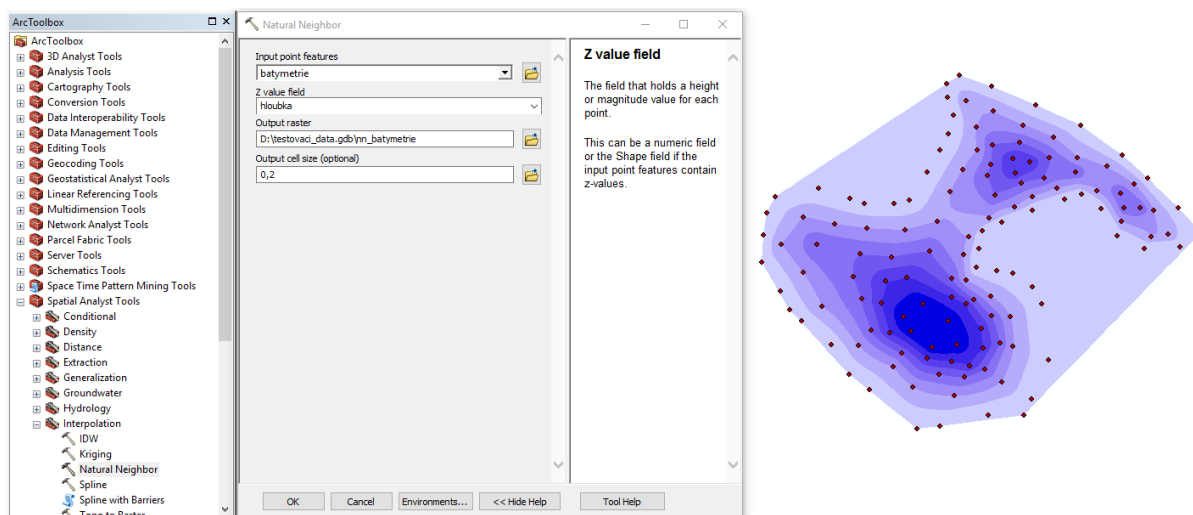 ArcToolbox
ArcToolbox
3D Analyst Tools
Analysis Tools
Cartography Tools
Conversion Tools
Data Interoperability Tools
Data Management Tools
Editing Tools
Geocoding Tools
Geostatistical Analyst Tools
Linear Referencing Tools
Multidimension Tools
Network Analyst Tools
Parcel Fabric Tools
Server Tools
Schematics Tools
Space Time Pattern Mining Tools
Spatial Analyst Tools
Conditional
Density
Distance
Extraction
Generalization
Groundwater
Hydrology
Interpolation
IDW
Kriging
Natural Neighbor
Spline
Spline with Barriers
Topo to Raster
Natural Neighbor
Input point features
batymetrie
Z value field
hloubka
Output raster
D:\testovaci_data.gdb\nn_batymetrie
Output cell size (optional)
0,2
OK
Cancel
Environments...
<< Hide Help
Tool Help
Z value field
The field that holds a height
or magnitude value for each
point.
This can be a numeric field
or the Shape field if the
input point features contain
z-values.